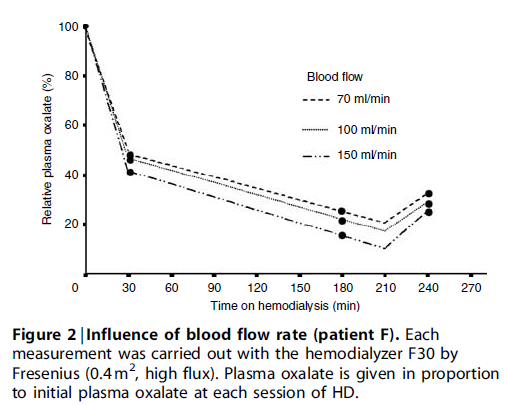 100
80
60
40
20
Relative plasma oxalate (%)
Blood flow
70 ml/min
100 ml/min
150 ml/min
0 30 60 90 120 150 180 210 240 270
Time on hemodialysis (min)
Figure 2 | Influence of blood flow rate (patient F). Each
measurement was carried out with the hemodialyzer F30 by
Fresenius (0.4 m², high flux). Plasma oxalate is given in proportion
to initial plasma oxalate at each session of HD.